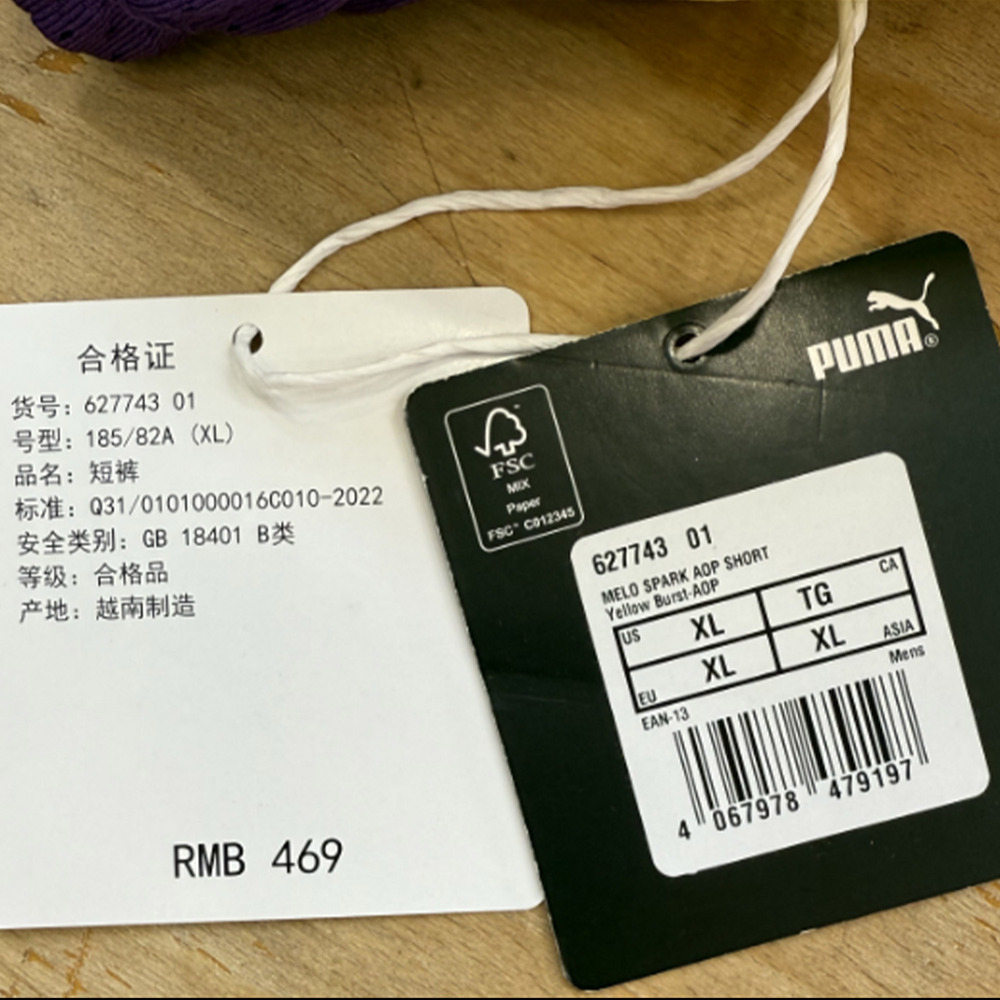 合格证
货号: 627743 01
号型: 185/82A (XL)
品名: 短裤
标准: Q31/0101000016C010-2022
安全类别: GB 18401 B类
等级: 合格品
产地: 越南制造
RMB 469
PUMA®
FSC™
MIX
Paper
FSC™ C012345
627743 01
MELO SPARK AOP SHORT
Yellow Burst-AOP
US XL TG CA
EU XL XL ASIA
Mens
EAN-13
4 067978 479197